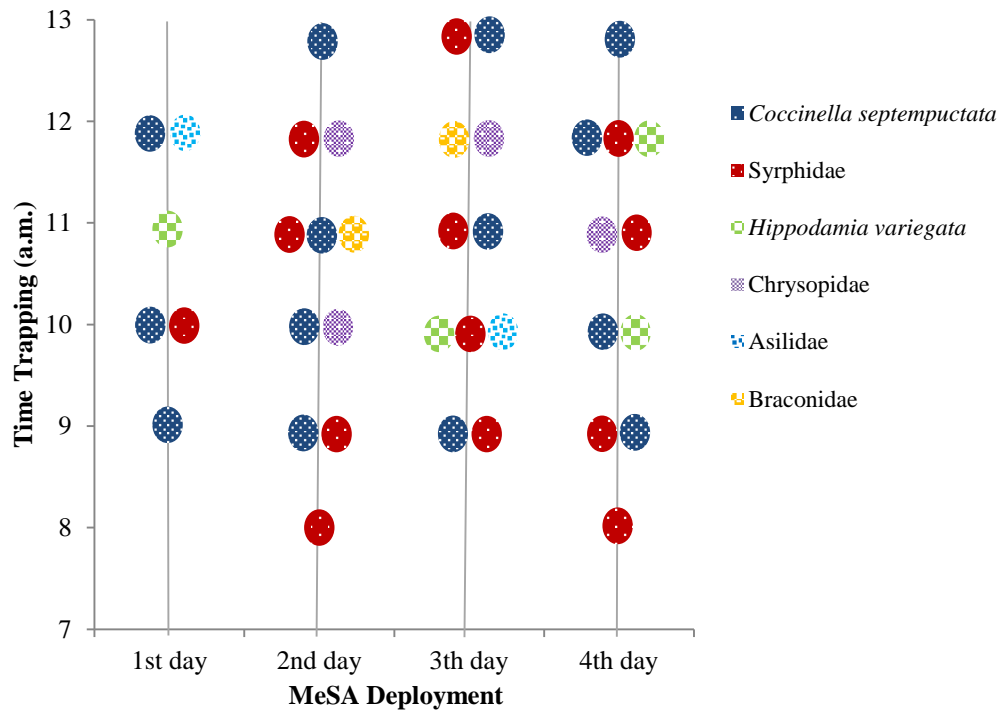 13
12
11
10
9
8
7
Time Trapping (a.m.)
1st day
2nd day
3th day
4th day
MeSA Deployment
Coccinella septempuctata
Syrphidae
Hippodamia variegata
Chrysopidae
Asilidae
Braconidae